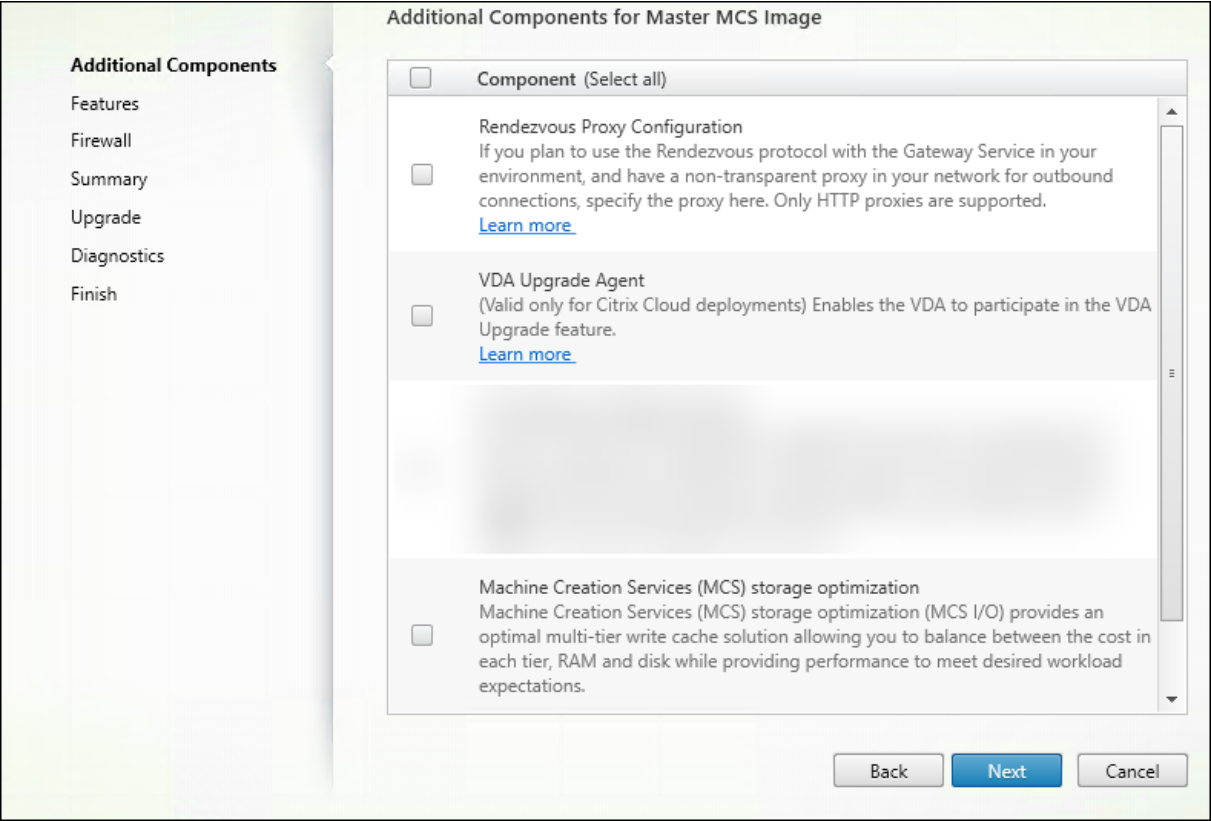 Additional Components for Master MCS Image
Additional Components
Features
Firewall
Summary
Upgrade
Diagnostics
Finish
Component (Select all)
Rendezvous Proxy Configuration
If you plan to use the Rendezvous protocol with the Gateway Service in your
environment, and have a non-transparent proxy in your network for outbound
connections, specify the proxy here. Only HTTP proxies are supported.
Learn more
VDA Upgrade Agent
(Valid only for Citrix Cloud deployments) Enables the VDA to participate in the VDA
Upgrade feature.
Learn more
Machine Creation Services (MCS) storage optimization
Machine Creation Services (MCS) storage optimization (MCS I/O) provides an
optimal multi-tier write cache solution allowing you to balance between the cost in
each tier, RAM and disk while providing performance to meet desired workload
expectations.
Back
Next
Cancel